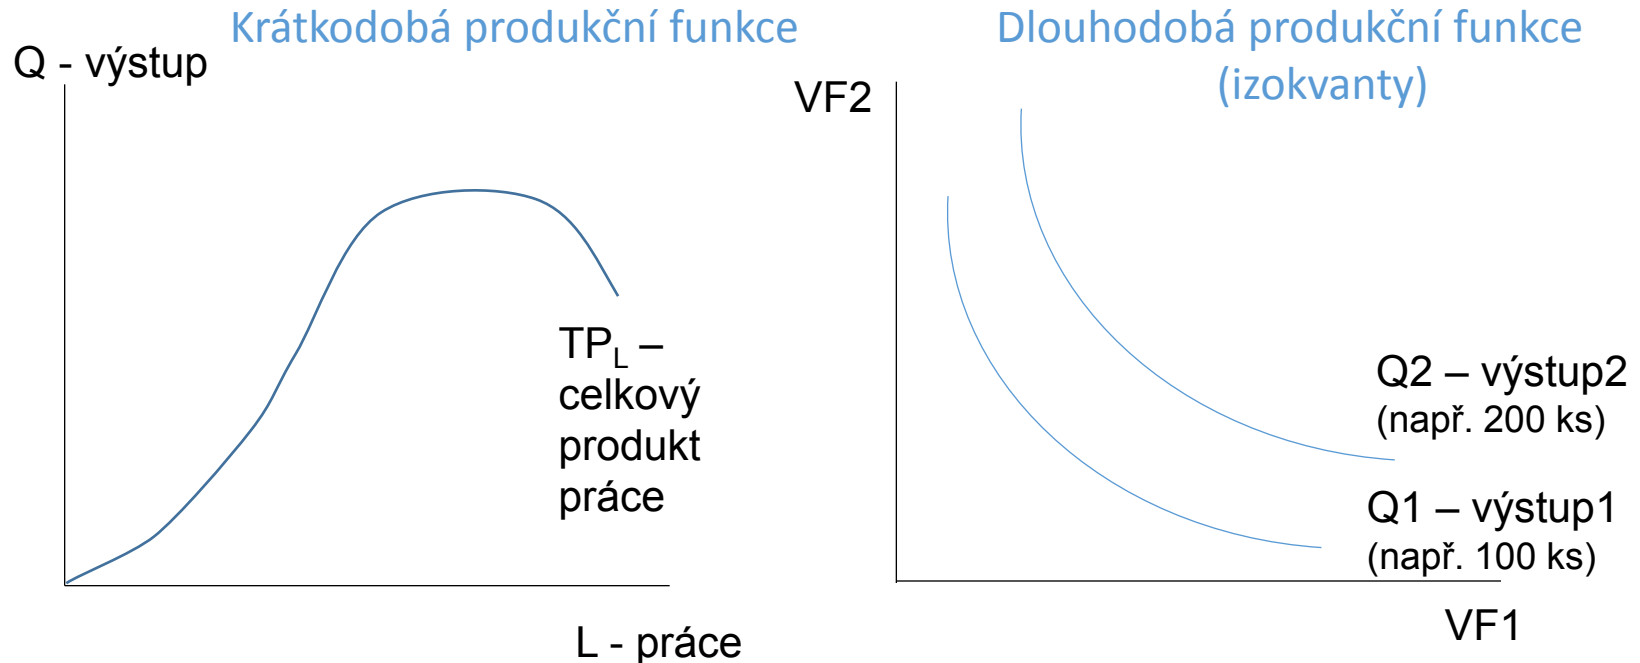 Krátkodobá produkční funkce
Q - výstup
TPL –
celkový
produkt
práce
L - práce
Dlouhodobá produkční funkce
(izokvanty)
VF2
Q2 – výstup2
(např. 200 ks)
Q1 – výstup1
(např. 100 ks)
VF1